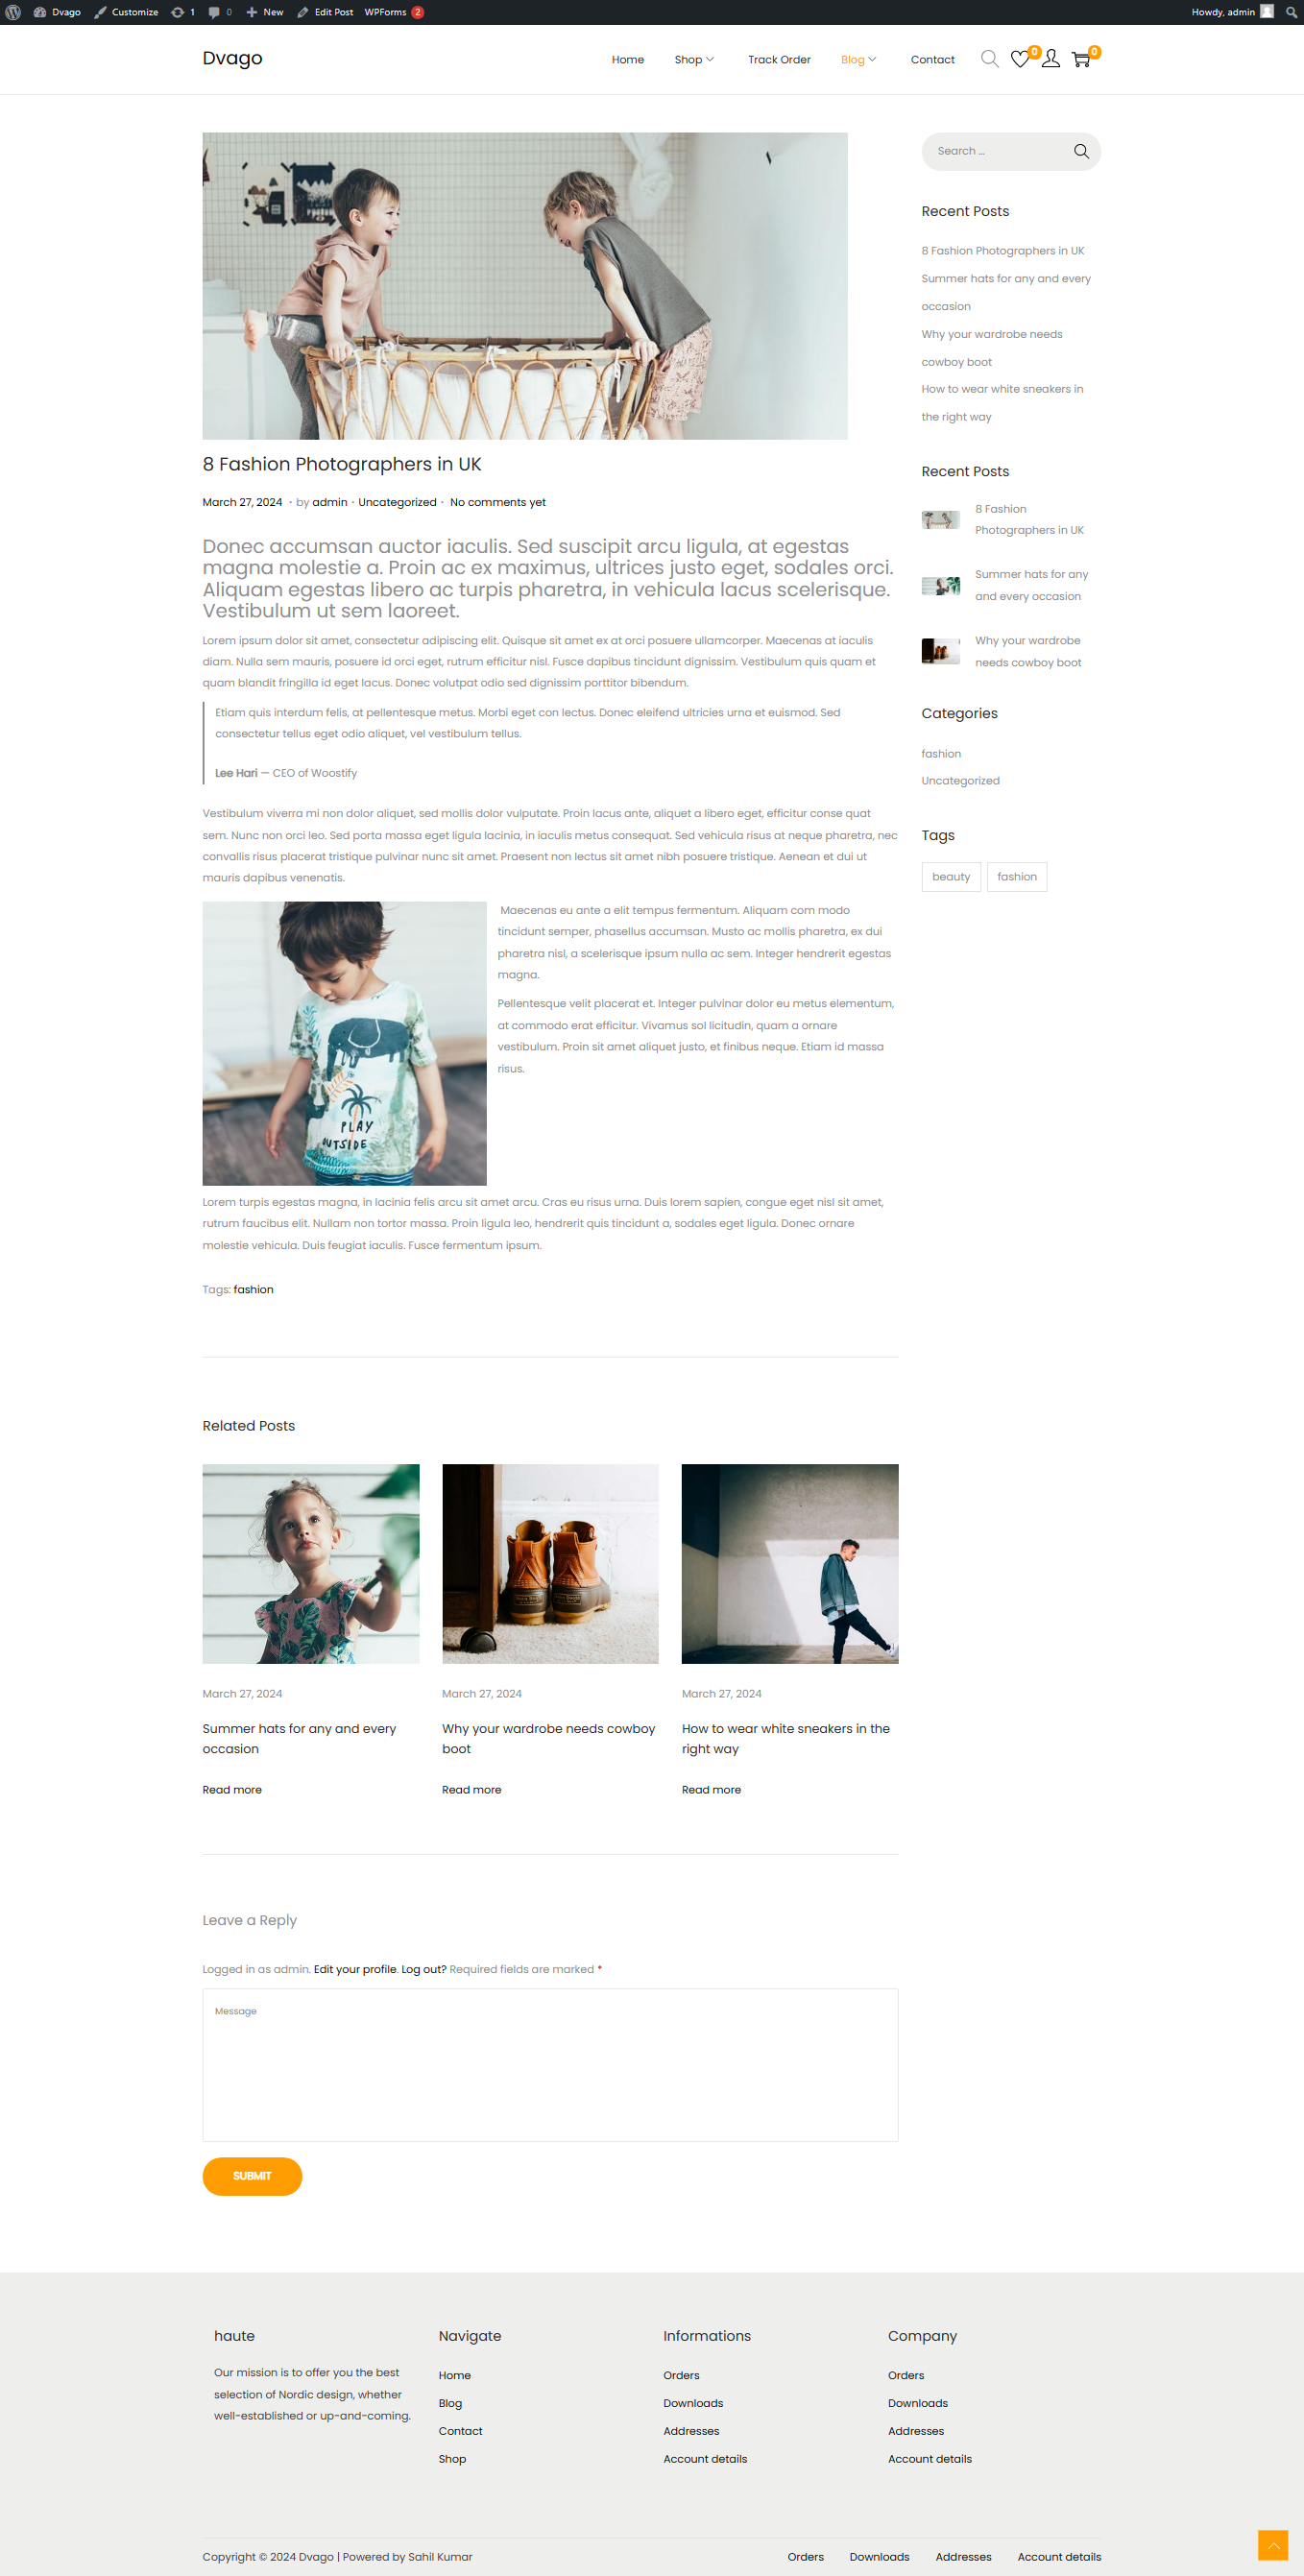 Dvago Customize 1 0 New Edit Post WPForms 2 Howdy, admin
Dvago
Home Shop Track Order Blog Contact 0 0
Search ...
Recent Posts
8 Fashion Photographers in UK
Summer hats for any and every
occasion
Why your wardrobe needs
cowboy boot
How to wear white sneakers in
the right way
Recent Posts
8 Fashion
Photographers in UK
Summer hats for any
and every occasion
Why your wardrobe
needs cowboy boot
Categories
fashion
Uncategorized
Tags
beauty fashion
8 Fashion Photographers in UK
March 27, 2024 · by admin · Uncategorized · No comments yet
Donec accumsan auctor iaculis. Sed suscipit arcu ligula, at egestas
magna molestie a. Proin ac ex maximus, ultrices justo eget, sodales orci.
Aliquam egestas libero ac turpis pharetra, in vehicula lacus scelerisque.
Vestibulum ut sem laoreet.
Lorem ipsum dolor sit amet, consectetur adipiscing elit. Quisque sit amet ex at orci posuere ullamcorper. Maecenas at iaculis
diam. Nulla sem mauris, posuere id orci eget, rutrum efficitur nisl. Fusce dapibus tincidunt dignissim. Vestibulum quis quam et
quam blandit fringilla id eget lacus. Donec volutpat odio sed dignissim porttitor bibendum.
Etiam quis interdum felis, at pellentesque metus. Morbi eget con lectus. Donec eleifend ultricies urna et euismod. Sed
consectetur tellus eget odio aliquet, vel vestibulum tellus.
Lee Hari — CEO of Woostify
Vestibulum viverra mi non dolor aliquet, sed mollis dolor vulputate. Proin lacus ante, aliquet a libero eget, efficitur conse quat
sem. Nunc non orci leo. Sed porta massa eget ligula lacinia, in iaculis metus consequat. Sed vehicula risus at neque pharetra, nec
convallis risus placerat tristique pulvinar nunc sit amet. Praesent non lectus sit amet nibh posuere tristique. Aenean et dui ut
mauris dapibus venenatis.
PLAY
OUTSIDE
Maecenas eu ante a elit tempus fermentum. Aliquam com modo
tincidunt semper, phasellus accumsan. Musto ac mollis pharetra, ex dui
pharetra nisl, a scelerisque ipsum nulla ac sem. Integer hendrerit egestas
magna.
Pellentesque velit placerat et. Integer pulvinar dolor eu metus elementum,
at commodo erat efficitur. Vivamus sol licitudin, quam a ornare
vestibulum. Proin sit amet aliquet justo, et finibus neque. Etiam id massa
risus.
Lorem turpis egestas magna, in lacinia felis arcu sit amet arcu. Cras eu risus urna. Duis lorem sapien, congue eget nisl sit amet,
rutrum faucibus elit. Nullam non tortor massa. Proin ligula leo, hendrerit quis tincidunt a, sodales eget ligula. Donec ornare
molestie vehicula. Duis feugiat iaculis. Fusce fermentum ipsum.
Tags: fashion
Related Posts
March 27, 2024
Summer hats for any and every
occasion
Read more
March 27, 2024
Why your wardrobe needs cowboy
boot
Read more
March 27, 2024
How to wear white sneakers in the
right way
Read more
Leave a Reply
Logged in as admin. Edit your profile. Log out? Required fields are marked *
Message
SUBMIT
haute
Our mission is to offer you the best
selection of Nordic design, whether
well-established or up-and-coming.
Navigate
Home
Blog
Contact
Shop
Informations
Orders
Downloads
Addresses
Account details
Company
Orders
Downloads
Addresses
Account details
Copyright © 2024 Dvago | Powered by Sahil Kumar
Orders Downloads Addresses Account details